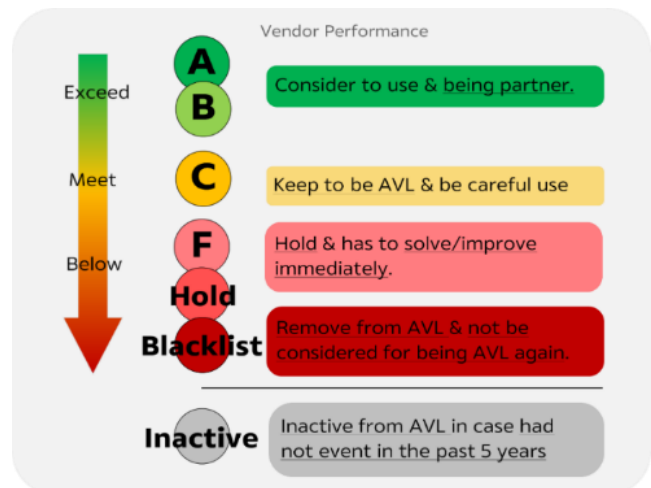 Vendor Performance
Exceed
A
B
Consider to use & being partner.
Meet
C
Keep to be AVL & be careful use
Below
F
Hold
Hold & has to solve/improve
immediately.
Blacklist
Remove from AVL & not be
considered for being AVL again.
Inactive
Inactive from AVL in case had
not event in the past 5 years